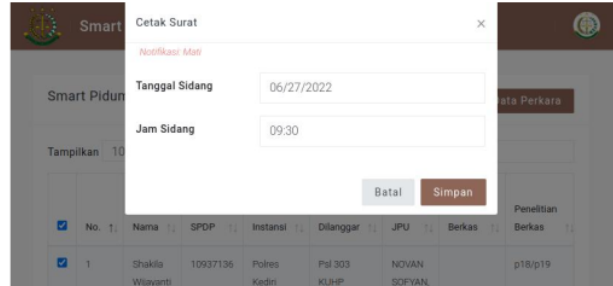 Smart
Cetak Surat
×
Notifikasi: Mati
Tanggal Sidang
06/27/2022
Smart Pidum
Data Perkara
Jam Sidang
09:30
Tampilkan 10
Batal
Simpan
No. Nama SPDP Instansi Dilanggar JPU Berkas Penelitian
Berkas
1 Shakila 10937136 Polres Psl 303 NOVAN p18/p19
Wijayanti Kediri KUHP SOFYAN,